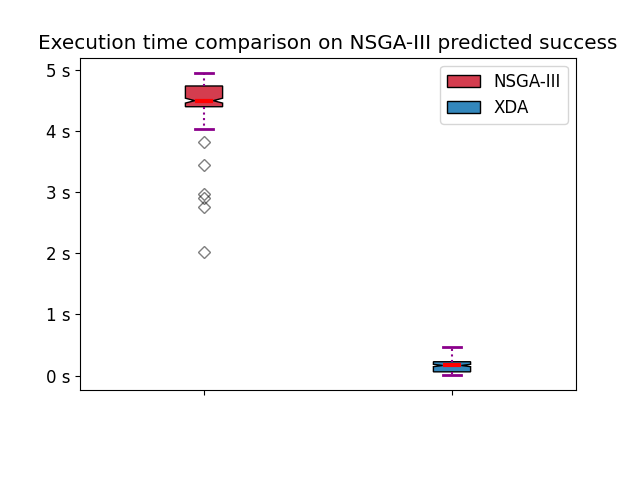 Execution time comparison on NSGA-III predicted success
5 s
4 s
3 s
2 s
1 s
0 s
NSGA-III
XDA